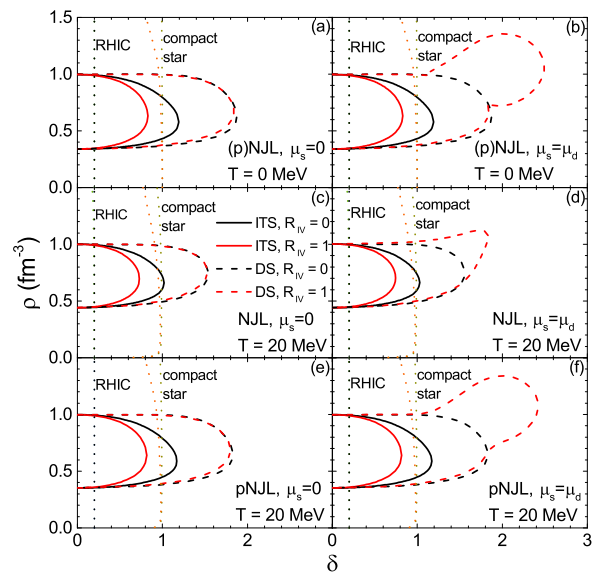 1.5
1.0
0.5
0.0
RHIC
compact
star
(a)
(p)NJL, μs=0
T = 0 MeV
RHIC
compact
star
(b)
(p)NJL, μs=μd
T = 0 MeV
1.0
0.5
0.0
RHIC
compact
star
(c)
ITS, RIV = 0
ITS, RIV = 1
DS, RIV = 0
DS, RIV = 1
NJL, μs=0
T = 20 MeV
RHIC
compact
star
(d)
NJL, μs=μd
T = 20 MeV
ρ (fm-3)
1.0
0.5
0.0
RHIC
compact
star
(e)
pNJL, μs=0
T = 20 MeV
RHIC
compact
star
(f)
pNJL, μs=μd
T = 20 MeV
0 1 2 0 1 2 3
δ